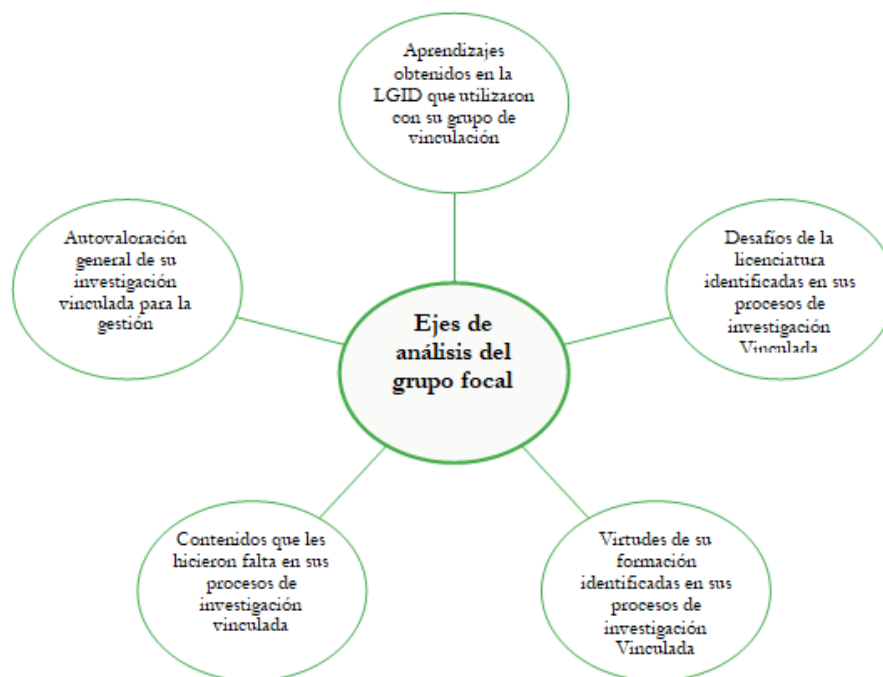 Aprendizajes
obtenidos en la
LGID que utilizaron
con su grupo de
vinculación
Desafíos de la
licenciatura
identificadas en sus
procesos de
investigación
Vinculada
Virtudes de su
formación
identificadas en sus
procesos de
investigación
Vinculada
Contenidos que les
hicieron falta en sus
procesos de
investigación
vinculada
Autovaloración
general de su
investigación
vinculada para la
gestión
Ejes de
análisis del
grupo focal